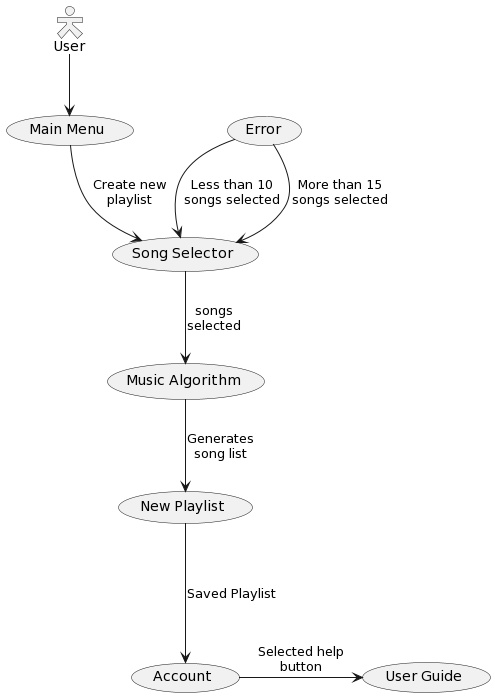 User
Main Menu
Error
Create new
playlist
Less than 10
songs selected
More than 15
songs selected
Song Selector
songs
selected
Music Algorithm
Generates
song list
New Playlist
Saved Playlist
Account
Selected help
button
User Guide